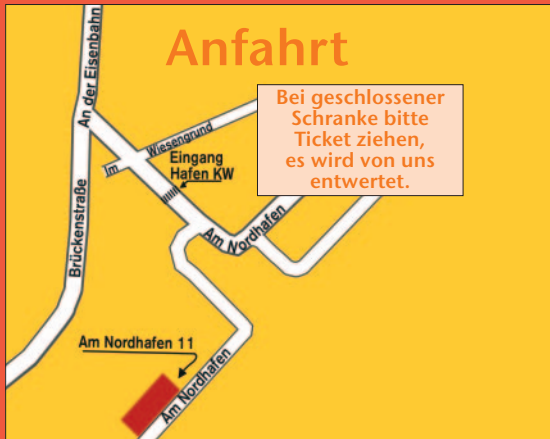 Anfahrt
Bei geschlossener
Schranke bitte
Ticket ziehen,
es wird von uns
entwertet.
An der Eisenbahn
Im Wiesengrund
Eingang
Hafen KW
Brückenstraße
Am Nordhafen
Am Nordhafen 11
Am Nordhafen